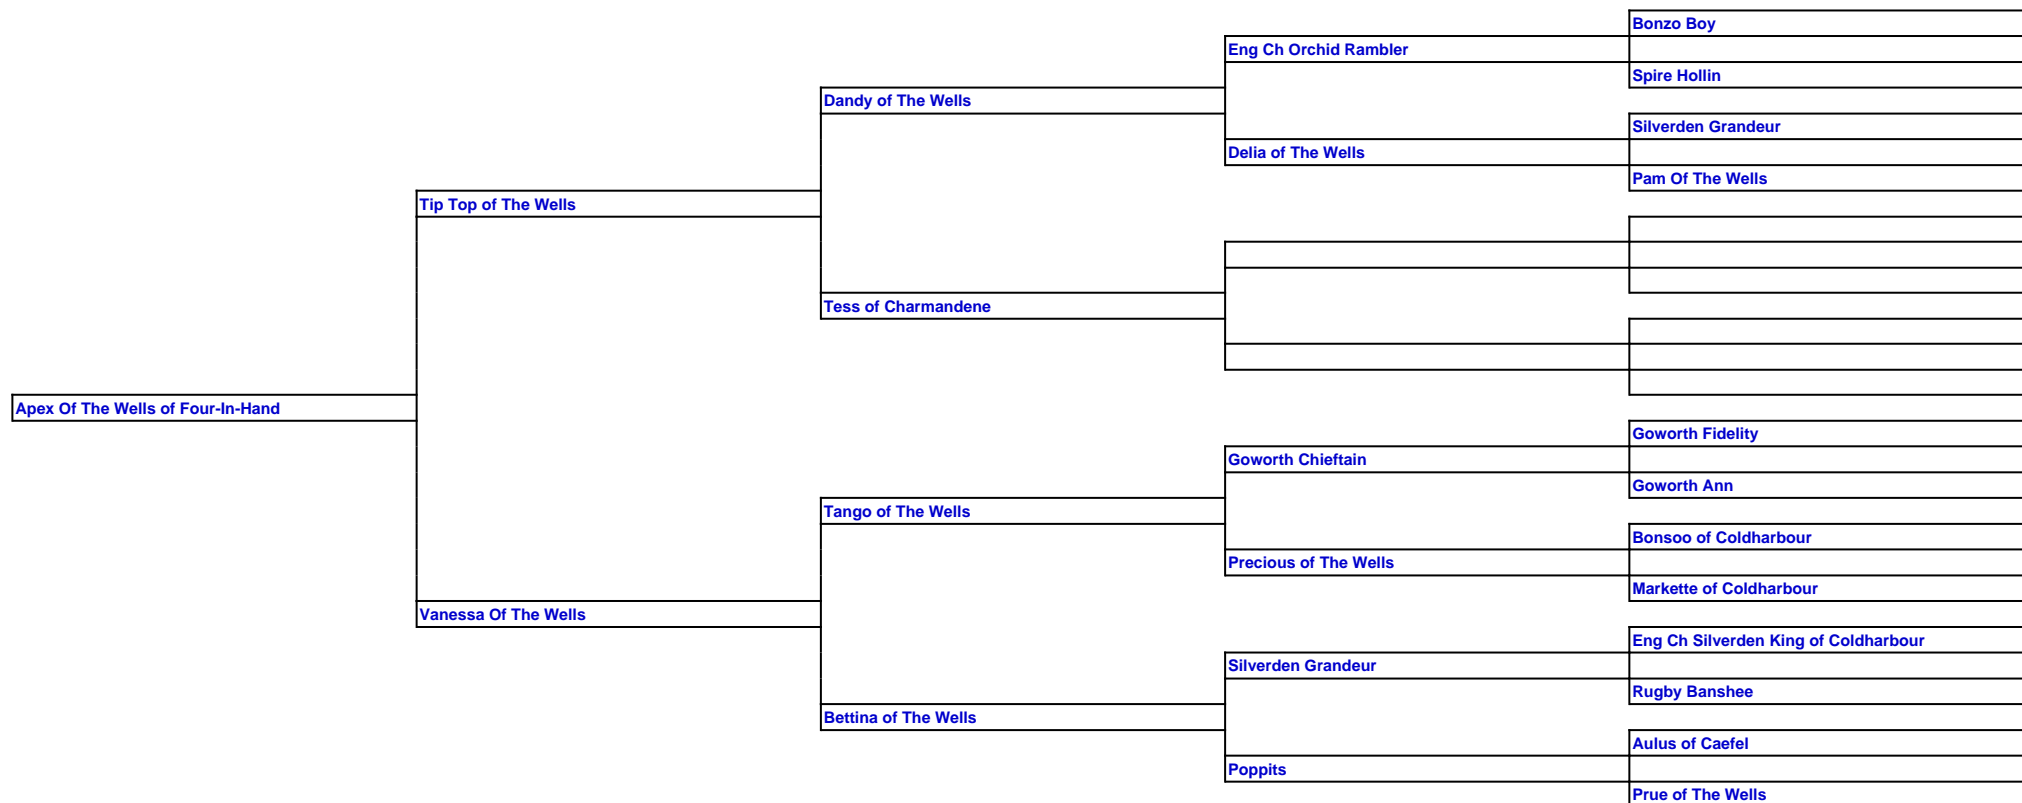 Bonzo Boy
Eng Ch Orchid Rambler
Spire Hollin
Dandy of The Wells
Silverden Grandeur
Delia of The Wells
Pam Of The Wells
Tip Top of The Wells
Tess of Charmandene
Apex Of The Wells of Four-In-Hand
Goworth Fidelity
Goworth Chieftain
Goworth Ann
Tango of The Wells
Bonsoo of Coldharbour
Precious of The Wells
Markette of Coldharbour
Vanessa Of The Wells
Eng Ch Silverden King of Coldharbour
Silverden Grandeur
Rugby Banshee
Bettina of The Wells
Aulus of Caefel
Poppits
Prue of The Wells